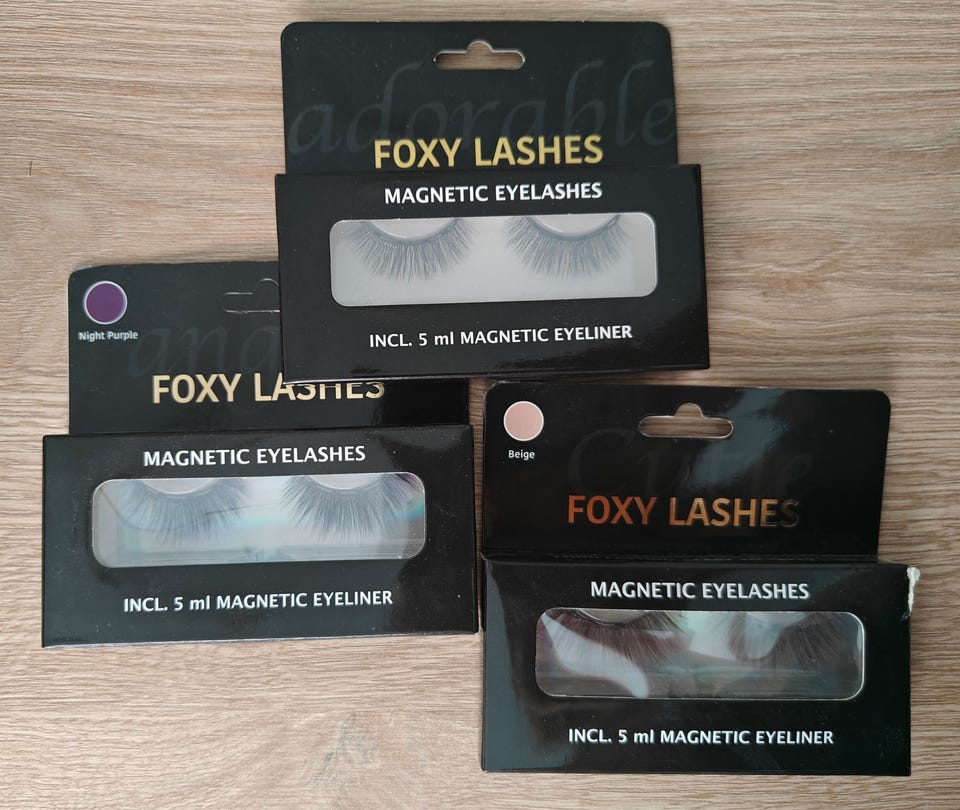 adorable
FOXY LASHES
MAGNETIC EYELASHES
INCL. 5 ml MAGNETIC EYELINER
Night Purple
FOXY LASHES
MAGNETIC EYELASHES
INCL. 5 ml MAGNETIC EYELINER
Beige
Cutie
FOXY LASHES
MAGNETIC EYELASHES
INCL. 5 ml MAGNETIC EYELINER